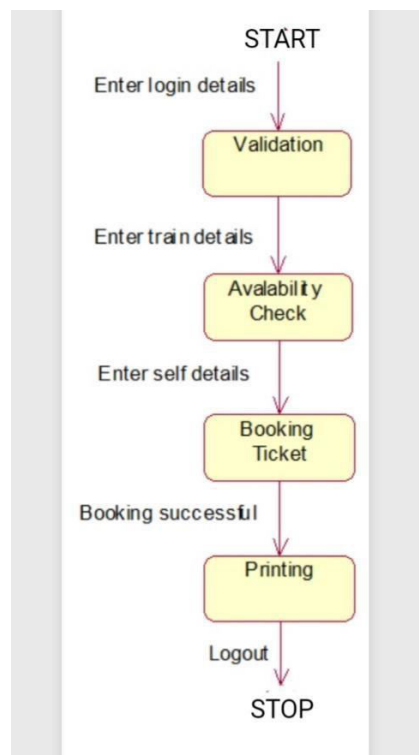 START
Enter login details
Validation
Enter train details
Avalability
Check
Enter self details
Booking
Ticket
Booking successful
Printing
Logout
STOP